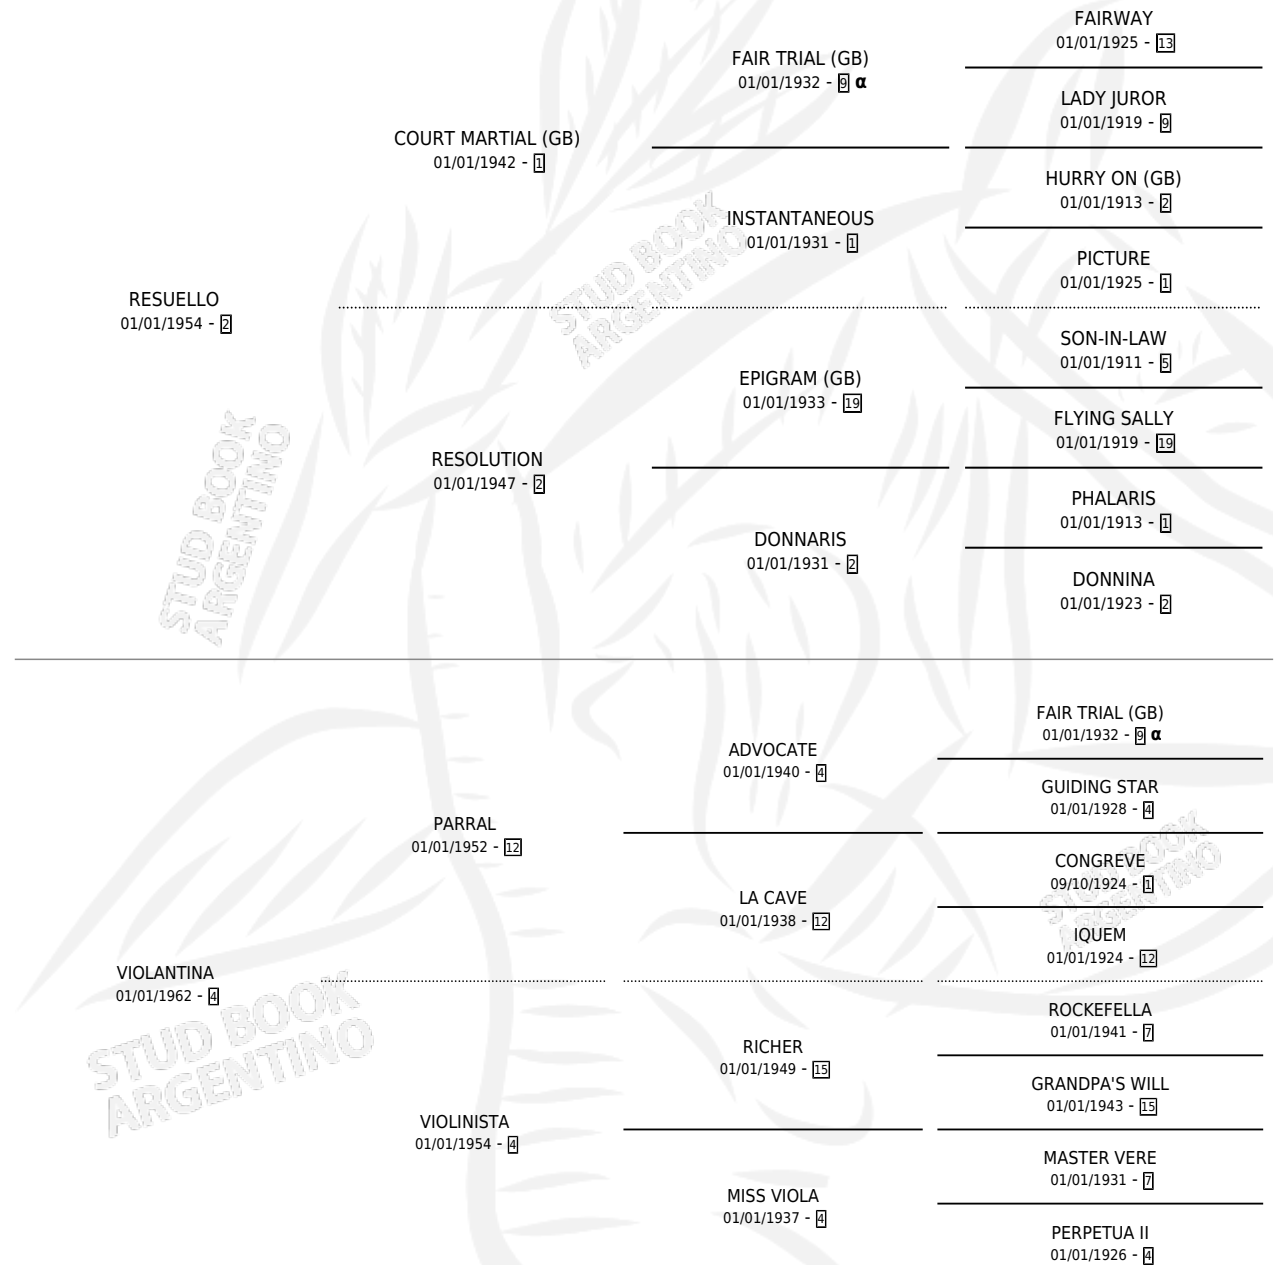 FAIRWAY
01/01/1925 - 13
FAIR TRIAL (GB)
01/01/1932 - 9 α
LADY JUROR
01/01/1919 - 9
COURT MARTIAL (GB)
01/01/1942 - 1
HURRY ON (GB)
01/01/1913 - 2
INSTANTANEOUS
01/01/1931 - 1
PICTURE
01/01/1925 - 1
RESUELLO
01/01/1954 - 2
SON-IN-LAW
01/01/1911 - 5
EPIGRAM (GB)
01/01/1933 - 19
FLYING SALLY
01/01/1919 - 19
RESOLUTION
01/01/1947 - 2
PHALARIS
01/01/1913 - 1
DONNARIS
01/01/1931 - 2
DONNINA
01/01/1923 - 2
FAIR TRIAL (GB)
01/01/1932 - 9 α
ADVOCATE
01/01/1940 - 4
GUIDING STAR
01/01/1928 - 4
PARRAL
01/01/1952 - 12
CONGREVE
09/10/1924 - 1
LA CAVE
01/01/1938 - 12
IQUEM
01/01/1924 - 12
VIOLANTINA
01/01/1962 - 4
ROCKEFELLA
01/01/1941 - 7
RICHER
01/01/1949 - 15
GRANDPA'S WILL
01/01/1943 - 15
VIOLINISTA
01/01/1954 - 4
MASTER VERE
01/01/1931 - 7
MISS VIOLA
01/01/1937 - 4
PERPETUA II
01/01/1926 - 4
STUD BOOK
ARGENTINO
STUD BOOK
ARGENTINO
STUD BOOK
ARGENTINO
STUD BOOK
ARGENTINO